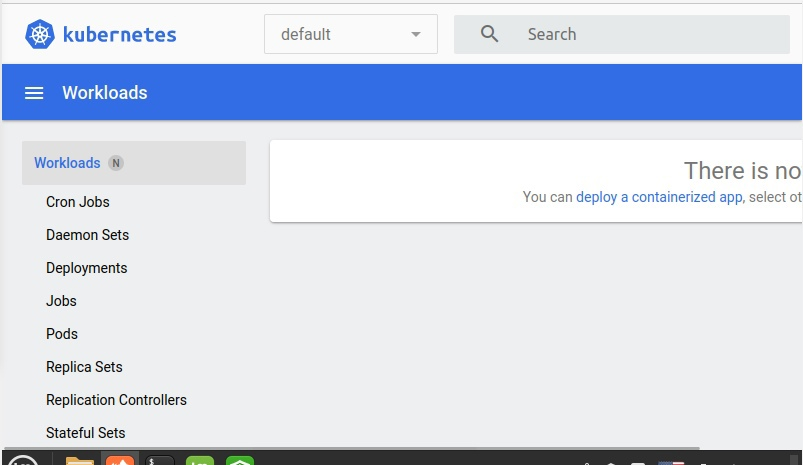 kubernetes
default
Search
Workloads
Workloads N
There is no
You can deploy a containerized app, select ot
Cron Jobs
Daemon Sets
Deployments
Jobs
Pods
Replica Sets
Replication Controllers
Stateful Sets